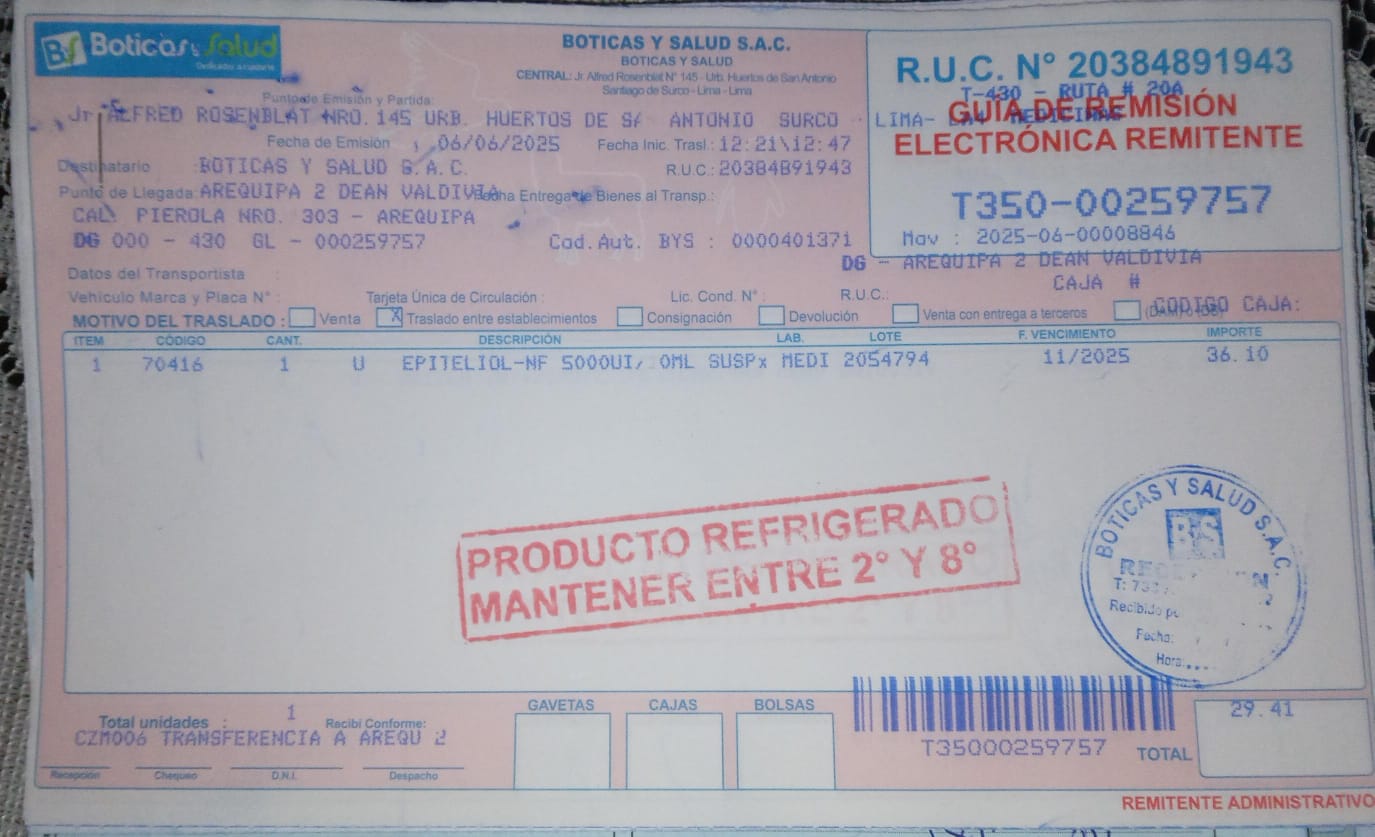 BS Boticas y Salud
Dedicados a cuidarte
BOTICAS Y SALUD S.A.C.
BOTICAS Y SALUD
CENTRAL: Jr. Alfred Rosenblat N° 145 - Urb. Huertos de San Antonio
Santiago de Surco - Lima - Lima
R.U.C. N° 20384891943
T-430 - RUTA # 20A
GUÍA DE REMISIÓN
ELECTRÓNICA REMITENTE
T350-00259757
Mov : 2025-06-00008846
Punto de Emisión y Partida:
Jr ALFRED ROSENBLAT NRO. 145 URB. HUERTOS DE SA ANTONIO SURCO - LIMA-
Fecha de Emisión : 06/06/2025 Fecha Inic. Trasl.: 12:21\12:47
Destinatario :BOTICAS Y SALUD S.A.C. R.U.C.: 20384891943
Punto de Llegada: AREQUIPA 2 DEAN VALDIVIA Fecha Entrega de Bienes al Transp.:
CAL. PIEROLA NRO. 303 - AREQUIPA
DG 000 - 430 GL - 000259757 Cod. Aut. BYS : 0000401371
DG - AREQUIPA 2 DEAN VALDIVIA
Datos del Transportista :
CAJA #
Vehículo Marca y Placa N° : Tarjeta Única de Circulación : Lic. Cond. N° : R.U.C.:
CODIGO CAJA:
MOTIVO DEL TRASLADO : Venta X Traslado entre establecimientos Consignación Devolución Venta con entrega a terceros
ITEM CÓDIGO CANT. DESCRIPCIÓN LAB. LOTE F. VENCIMIENTO IMPORTE
1 70416 1 U EPITELIOL-NF 5000UI/0ML SUSPx MEDI 2054794 11/2025 36.10
PRODUCTO REFRIGERADO
MANTENER ENTRE 2° Y 8°
BOTICAS Y SALUD S.A.C.
BS
Recibido
Fecha:
Hora:
Total unidades : 1 Recibí Conforme:
CZM006 TRANSFERENCIA A AREQU 2
Recepción Chequeo D.N.I. Despacho
GAVETAS CAJAS BOLSAS
T35000259757
TOTAL 29.41
REMITENTE ADMINISTRATIVO